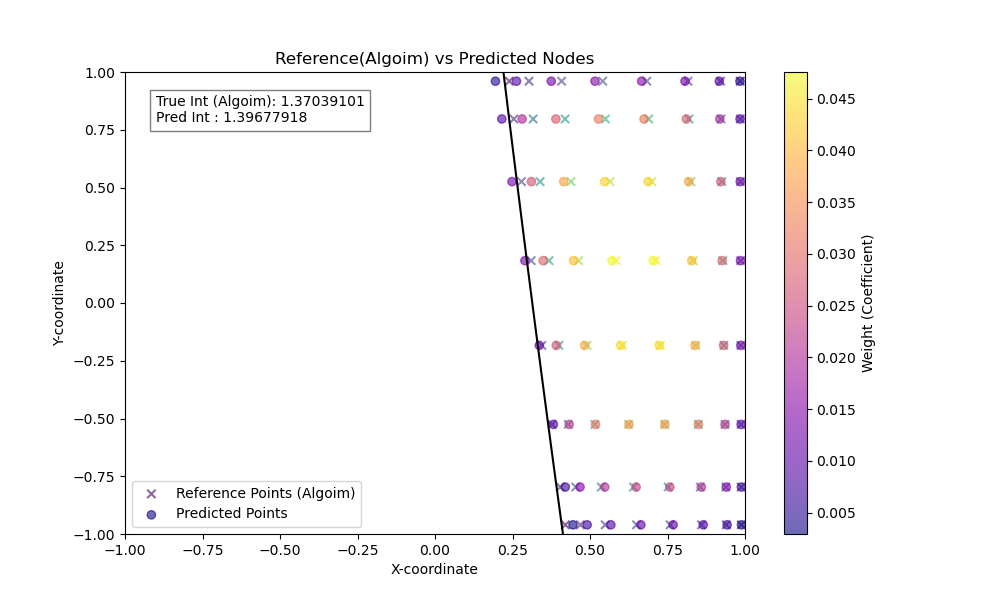 Reference(Algoim) vs Predicted Nodes
True Int (Algoim): 1.37039101
Pred Int : 1.39677918
1.00
0.75
0.50
0.25
0.00
−0.25
−0.50
−0.75
−1.00
Y-coordinate
Reference Points (Algoim)
Predicted Points
−1.00 −0.75 −0.50 −0.25 0.00 0.25 0.50 0.75 1.00
X-coordinate
0.045
0.040
0.035
0.030
0.025
0.020
0.015
0.010
0.005
Weight (Coefficient)